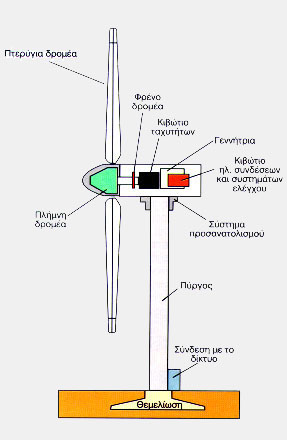 Πτερύγια δρομέα
Φρένο
δρομέα
Κιβώτιο
ταχυτήτων
Γεννήτρια
Κιβώτιο
ηλ. συνδέσεων
και συστημάτων
ελέγχου
Πλήμνη
δρομέα
Σύστημα
προσανατολισμού
Πύργος
Σύνδεση με το
δίκτυο
Θεμελίωση